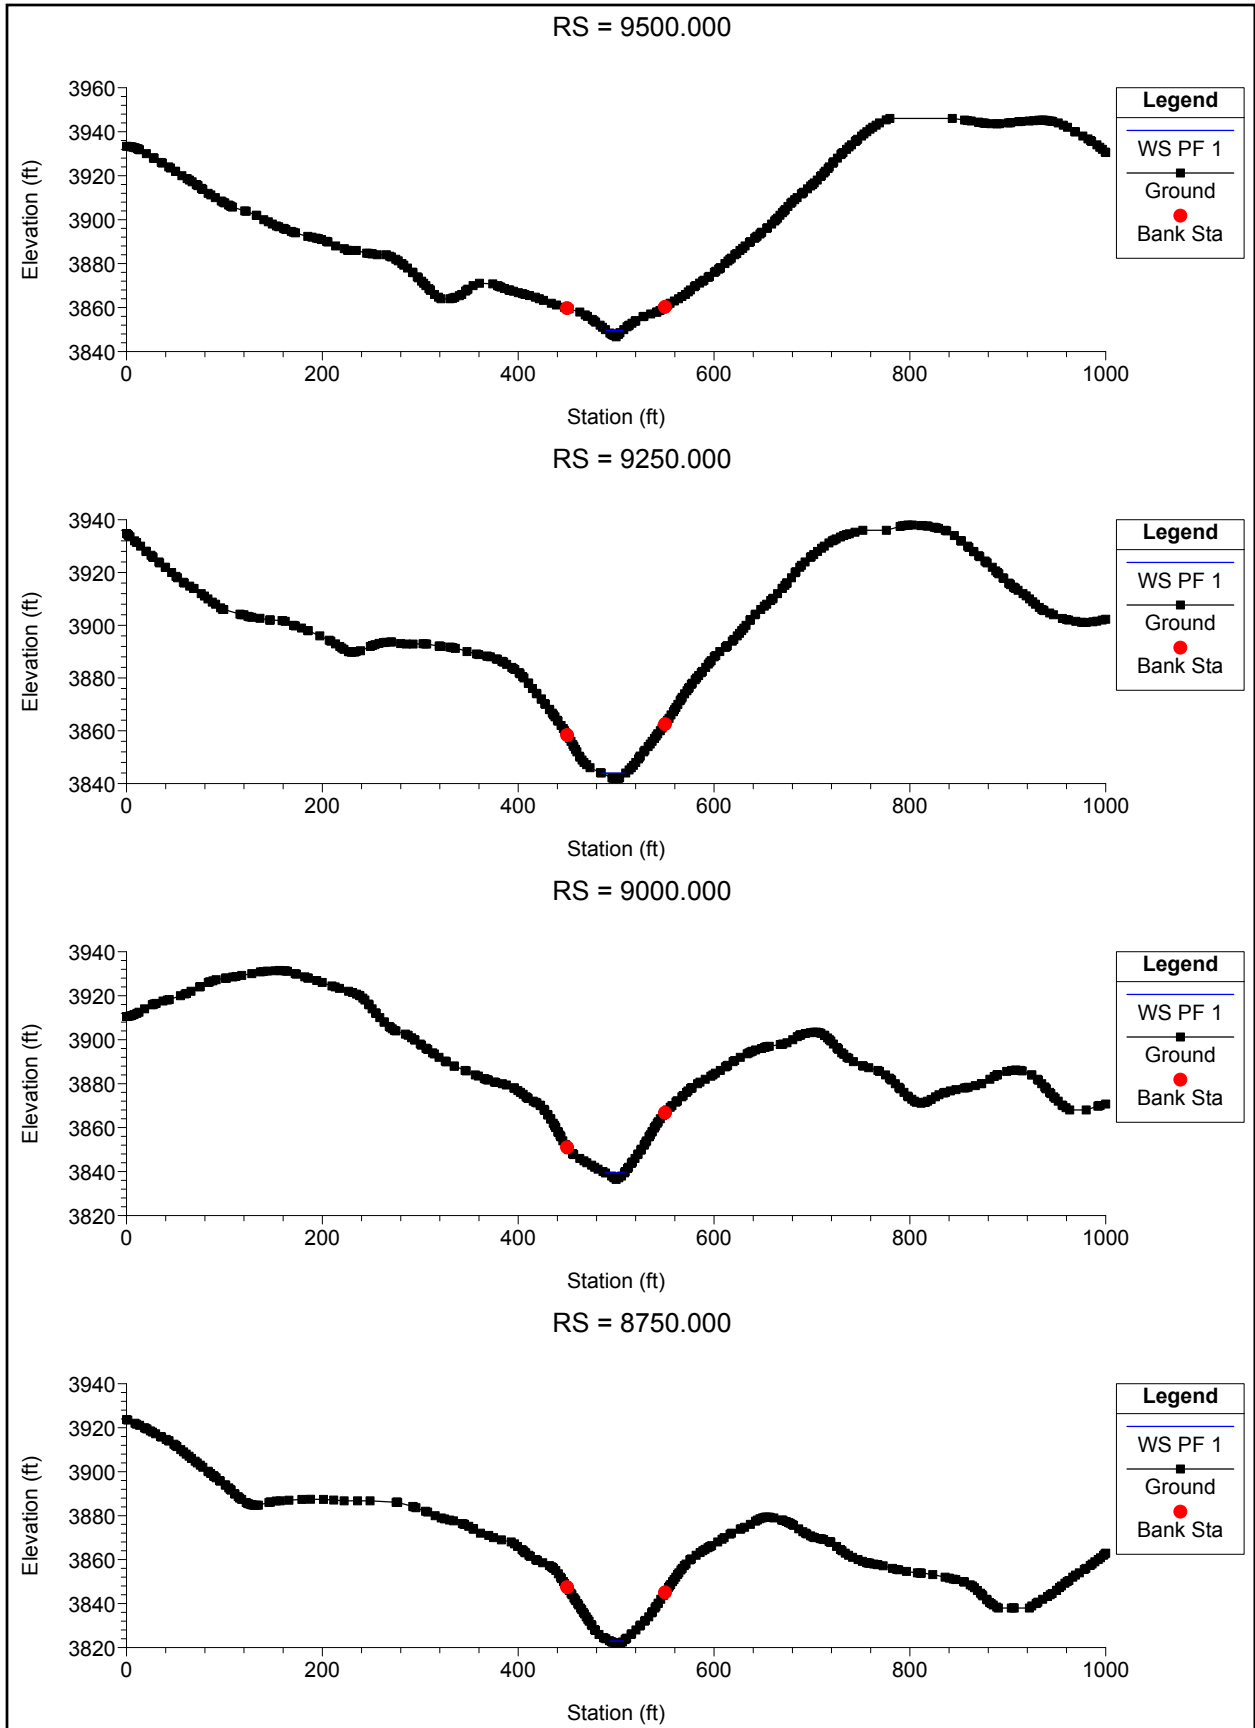 RS = 9500.000
3960
3940
3920
3900
3880
3860
3840
Elevation (ft)
0 200 400 600 800 1000
Station (ft)
Legend
WS PF 1
Ground
Bank Sta
RS = 9250.000
3940
3920
3900
3880
3860
3840
Elevation (ft)
0 200 400 600 800 1000
Station (ft)
Legend
WS PF 1
Ground
Bank Sta
RS = 9000.000
3940
3920
3900
3880
3860
3840
3820
Elevation (ft)
0 200 400 600 800 1000
Station (ft)
Legend
WS PF 1
Ground
Bank Sta
RS = 8750.000
3940
3920
3900
3880
3860
3840
3820
Elevation (ft)
0 200 400 600 800 1000
Station (ft)
Legend
WS PF 1
Ground
Bank Sta